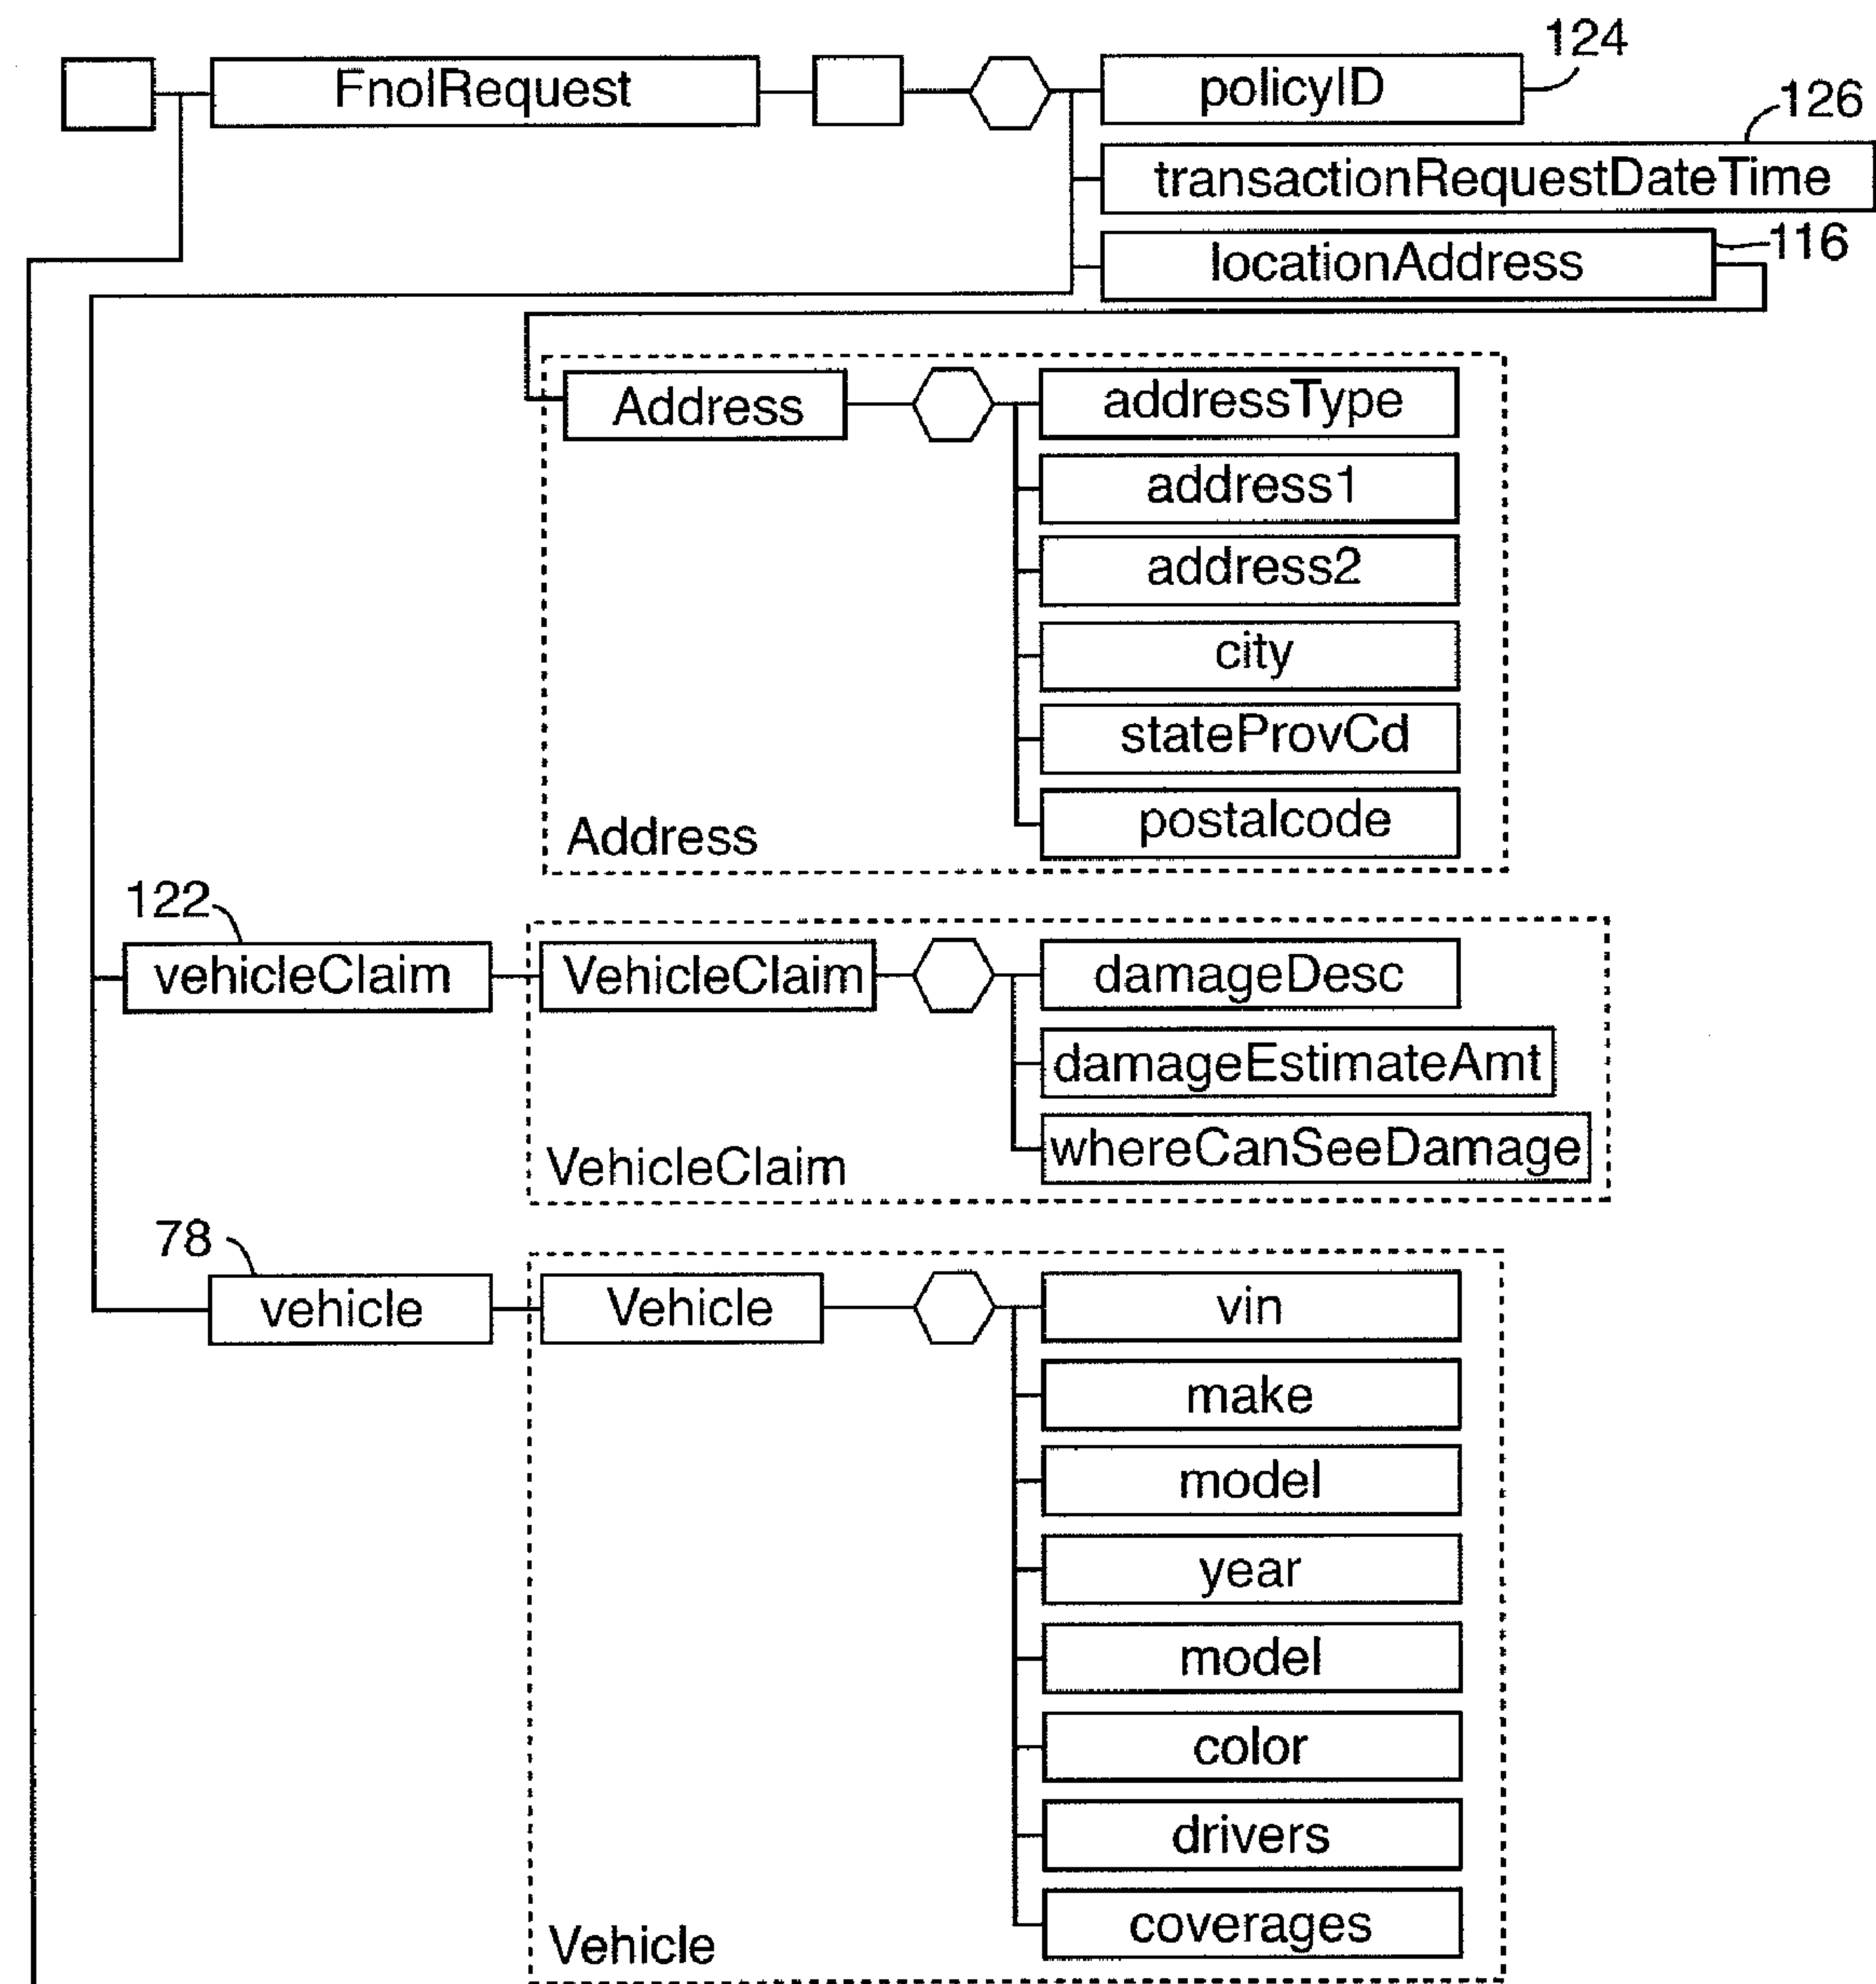 124
FnolRequest
policyID
126
transactionRequestDateTime
116
locationAddress
Address
addressType
address1
address2
city
stateProvCd
postalcode
Address
122
vehicleClaim
VehicleClaim
damageDesc
damageEstimateAmt
whereCanSeeDamage
VehicleClaim
78
vehicle
Vehicle
vin
make
model
year
model
color
drivers
coverages
Vehicle